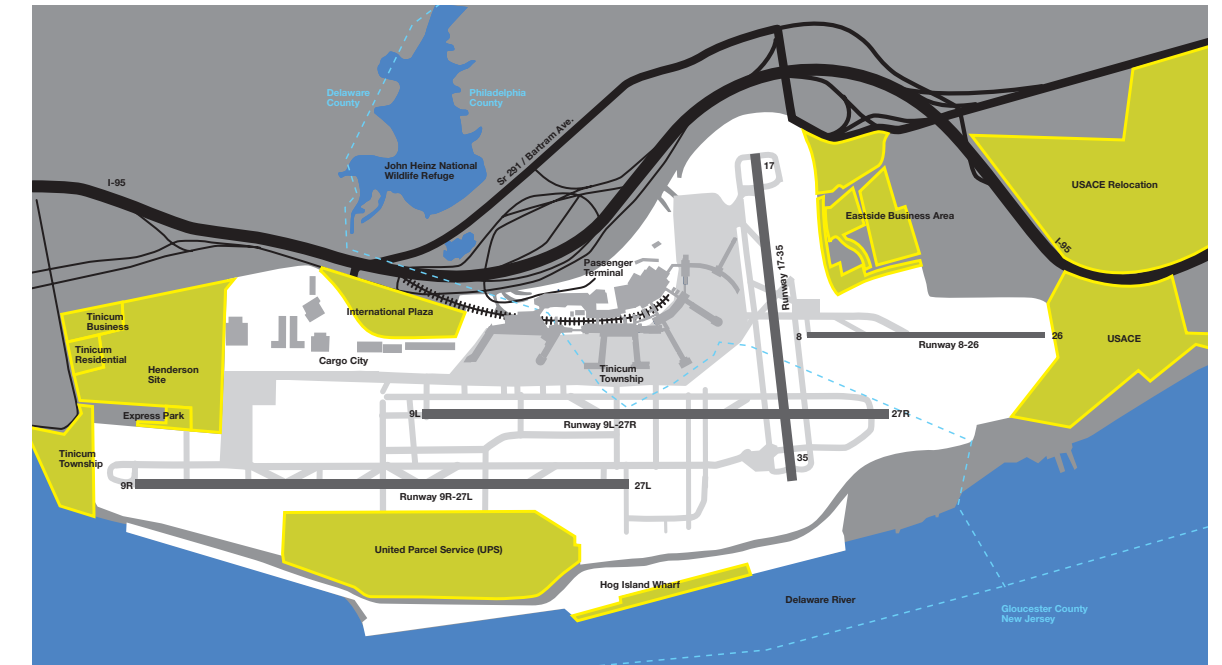 Delaware
County
Philadelphia
County
Sr 291 / Bartram Ave.
John Heinz National
Wildlife Refuge
I-95
17
USACE Relocation
Eastside Business Area
I-95
Passenger
Terminal
Runway 17-35
International Plaza
Tinicum
Business
Tinicum
Residential
Henderson
Site
Cargo City
8
26
Runway 8-26
USACE
Tinicum
Township
Express Park
9L
27R
Runway 9L-27R
Tinicum
Township
35
9R
27L
Runway 9R-27L
United Parcel Service (UPS)
Hog Island Wharf
Delaware River
Gloucester County
New Jersey